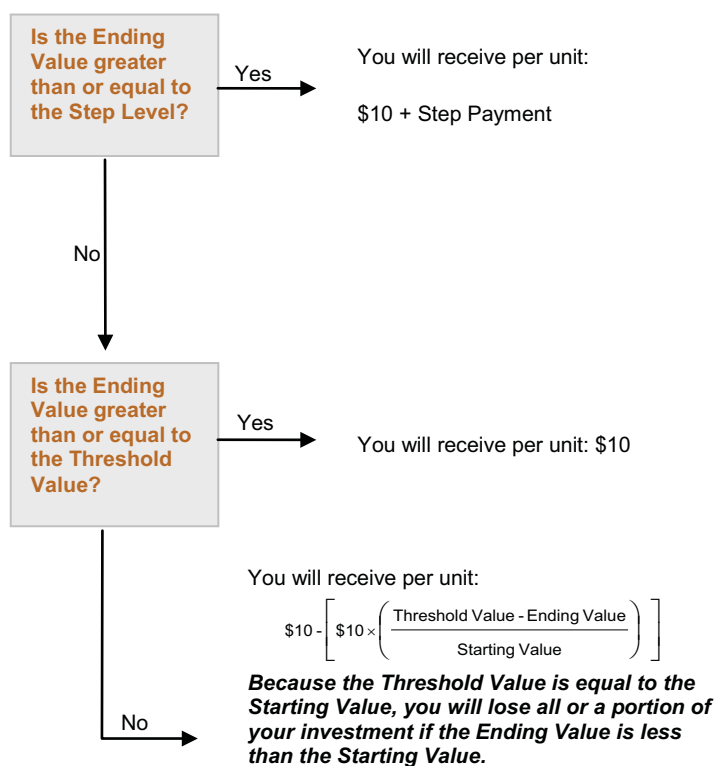 Is the Ending
Value greater
than or equal to
the Step Level?
Yes
You will receive per unit:
$10 + Step Payment
No
Is the Ending
Value greater
than or equal to
the Threshold
Value?
Yes
You will receive per unit: $10
No
You will receive per unit:
$10 - [ $10 × ( Threshold Value - Ending Value
Starting Value ) ]
Because the Threshold Value is equal to the
Starting Value, you will lose all or a portion of
your investment if the Ending Value is less
than the Starting Value.